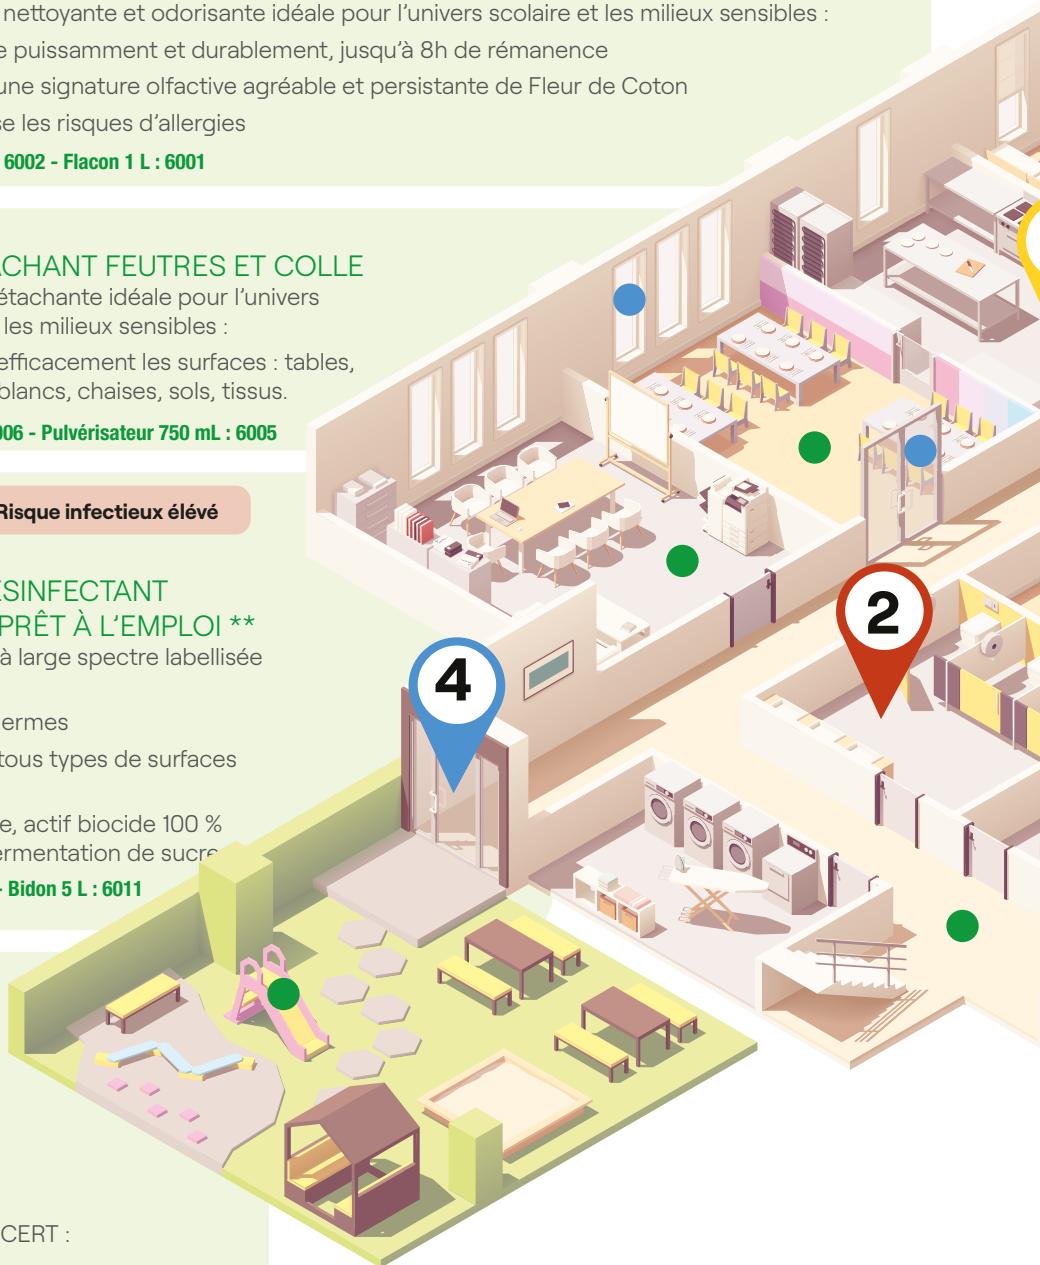 nettoyante et odorisante idéale pour l’univers scolaire et les milieux sensibles :
e puissamment et durablement, jusqu’à 8h de rémanence
une signature olfactive agréable et persistante de Fleur de Coton
se les risques d’allergies
6002 - Flacon 1 L : 6001
ACHANT FEUTRES ET COLLE
étachante idéale pour l’univers
les milieux sensibles :
efficacement les surfaces : tables,
blancs, chaises, sols, tissus.
006 - Pulvérisateur 750 mL : 6005
Risque infectieux élévé
ÉSINFECTANT
PRÊT À L’EMPLOI **
à large spectre labellisée
ermes
tous types de surfaces
e, actif biocide 100 %
ermentation de sucre
- Bidon 5 L : 6011
CERT :
2
4